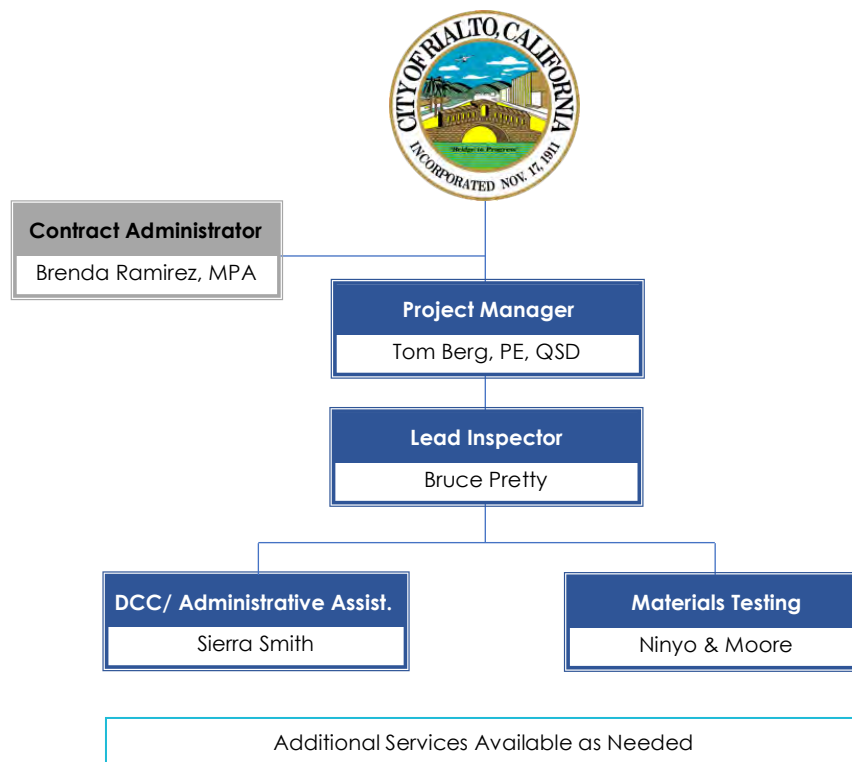 CITY OF RIALTO, CALIFORNIA
"Bridge to Progress"
INCORPORATED NOV. 17, 1911
Contract Administrator
Brenda Ramirez, MPA
Project Manager
Tom Berg, PE, QSD
Lead Inspector
Bruce Pretty
DCC/ Administrative Assist.
Sierra Smith
Materials Testing
Ninyo & Moore
Additional Services Available as Needed